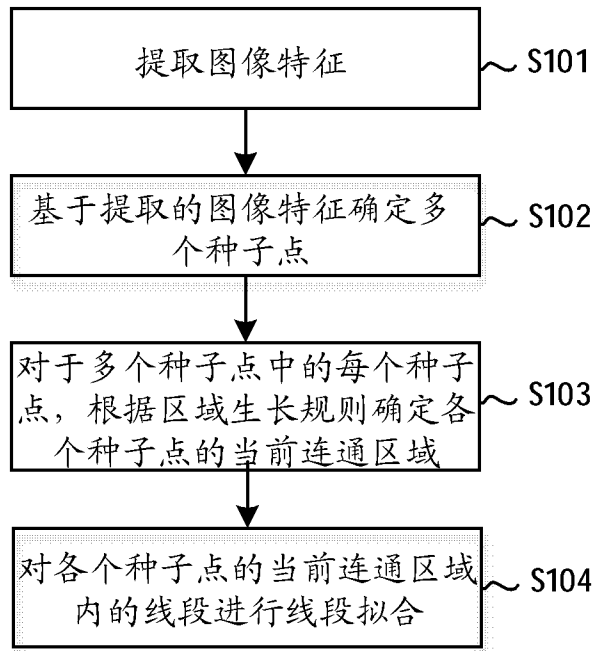 提取图像特征
S101
基于提取的图像特征确定多
个种子点
S102
对于多个种子点中的每个种子
点，根据区域生长规则确定各
个种子点的当前连通区域
S103
对各个种子点的当前连通区域
内的线段进行线段拟合
S104